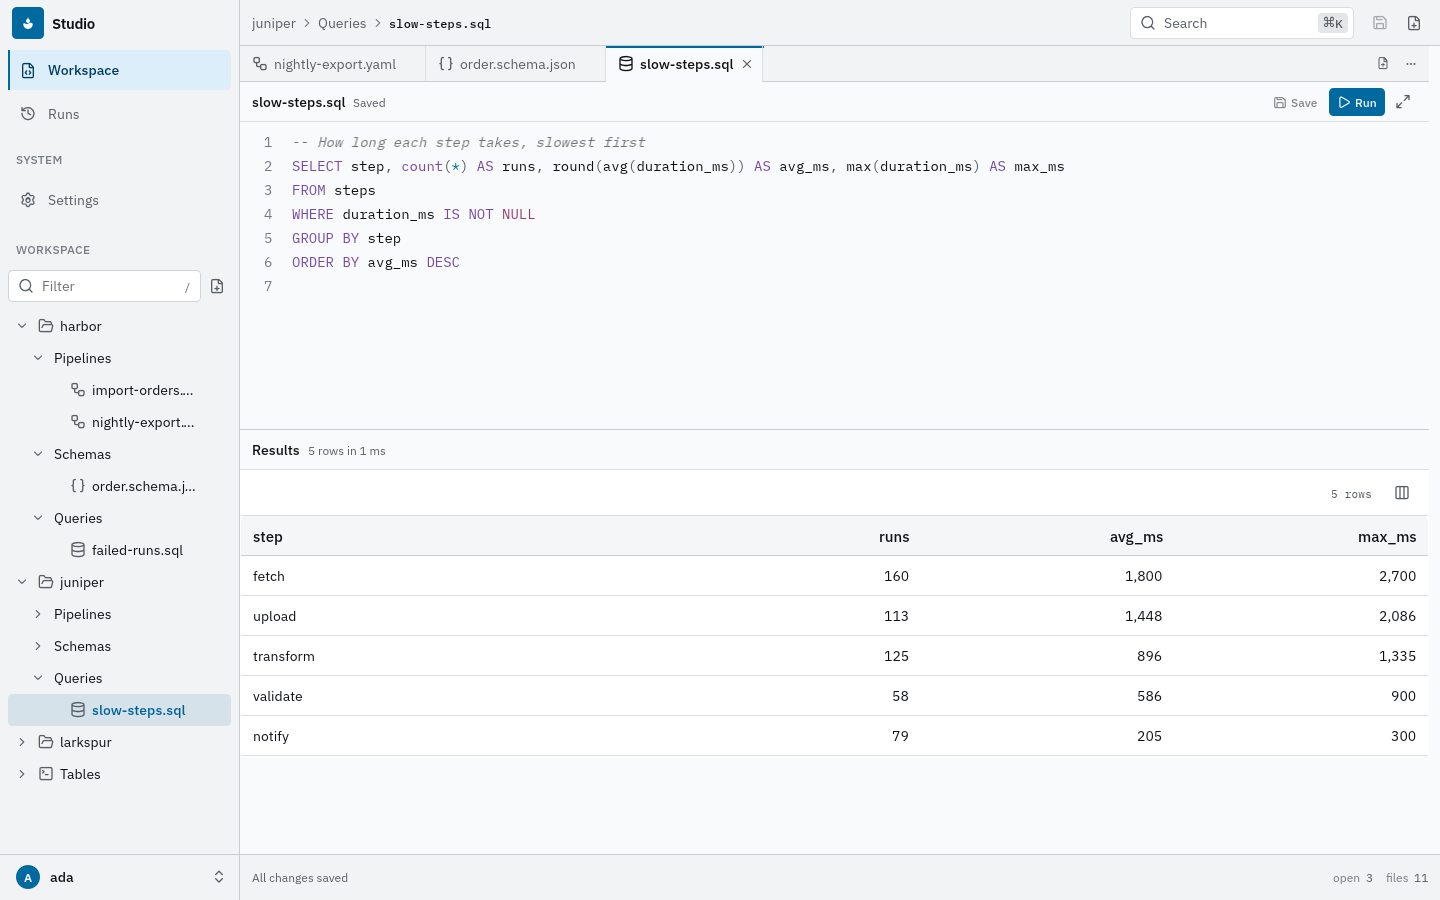 Studio
Workspace
Runs
SYSTEM
Settings
WORKSPACE
Filter /
harbor
Pipelines
import-orders....
nightly-export....
Schemas
order.schema.j...
Queries
failed-runs.sql
juniper
Pipelines
Schemas
Queries
slow-steps.sql
larkspur
Tables
A ada
juniper > Queries > slow-steps.sql
Search ⌘K
nightly-export.yaml
order.schema.json
slow-steps.sql
slow-steps.sql Saved
Save
Run
1 -- How long each step takes, slowest first
2 SELECT step, count(*) AS runs, round(avg(duration_ms)) AS avg_ms, max(duration_ms) AS max_ms
3 FROM steps
4 WHERE duration_ms IS NOT NULL
5 GROUP BY step
6 ORDER BY avg_ms DESC
7
Results 5 rows in 1 ms
5 rows
step runs avg_ms max_ms
fetch 160 1,800 2,700
upload 113 1,448 2,086
transform 125 896 1,335
validate 58 586 900
notify 79 205 300
All changes saved
open 3 files 11